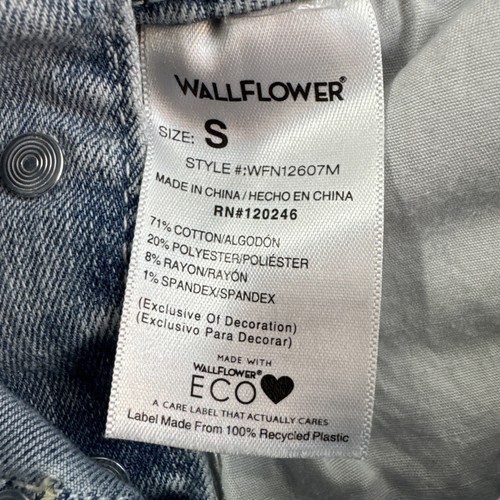 WALLFLOWER®
SIZE: S
STYLE #:WFN12607M
MADE IN CHINA / HECHO EN CHINA
RN#120246
71% COTTON/ALGODÓN
20% POLYESTER/POLIÉSTER
8% RAYON/RAYÓN
1% SPANDEX/SPANDEX
(Exclusive Of Decoration)
(Exclusivo Para Decorar)
MADE WITH
WALLFLOWER®
ECO♥
A CARE LABEL THAT ACTUALLY CARES
Label Made From 100% Recycled Plastic